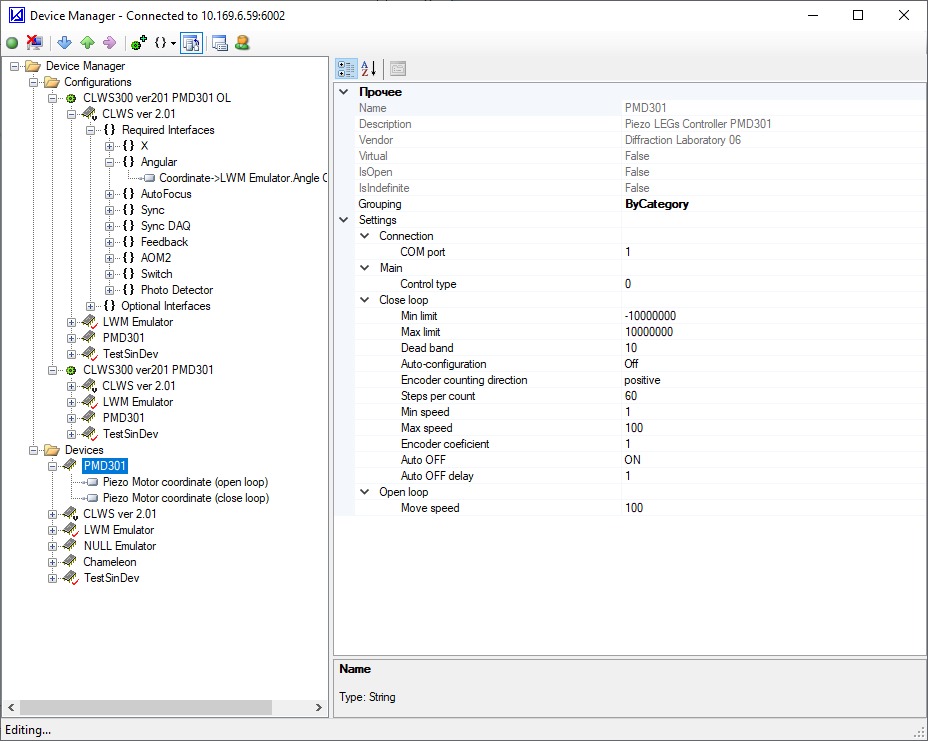 Device Manager - Connected to 10.169.6.59:6002
Device Manager
Configurations
CLWS300 ver201 PMD301 OL
CLWS ver 2.01
{} Required Interfaces
{} X
{} Angular
Coordinate->LWM Emulator.Angle C
{} AutoFocus
{} Sync
{} Sync DAQ
{} Feedback
{} AOM2
{} Switch
{} Photo Detector
{} Optional Interfaces
LWM Emulator
PMD301
TestSinDev
CLWS300 ver201 PMD301
CLWS ver 2.01
LWM Emulator
PMD301
TestSinDev
Devices
PMD301
Piezo Motor coordinate (open loop)
Piezo Motor coordinate (close loop)
CLWS ver 2.01
LWM Emulator
NULL Emulator
Chameleon
TestSinDev
Прочее
Name PMD301
Description Piezo LEGs Controller PMD301
Vendor Diffraction Laboratory 06
Virtual False
IsOpen False
IsIndefinite False
Grouping ByCategory
Settings
Connection
COM port 1
Main
Control type 0
Close loop
Min limit -10000000
Max limit 10000000
Dead band 10
Auto-configuration Off
Encoder counting direction positive
Steps per count 60
Min speed 1
Max speed 100
Encoder coeficient 1
Auto OFF ON
Auto OFF delay 1
Open loop
Move speed 100
Name
Type: String
Editing...